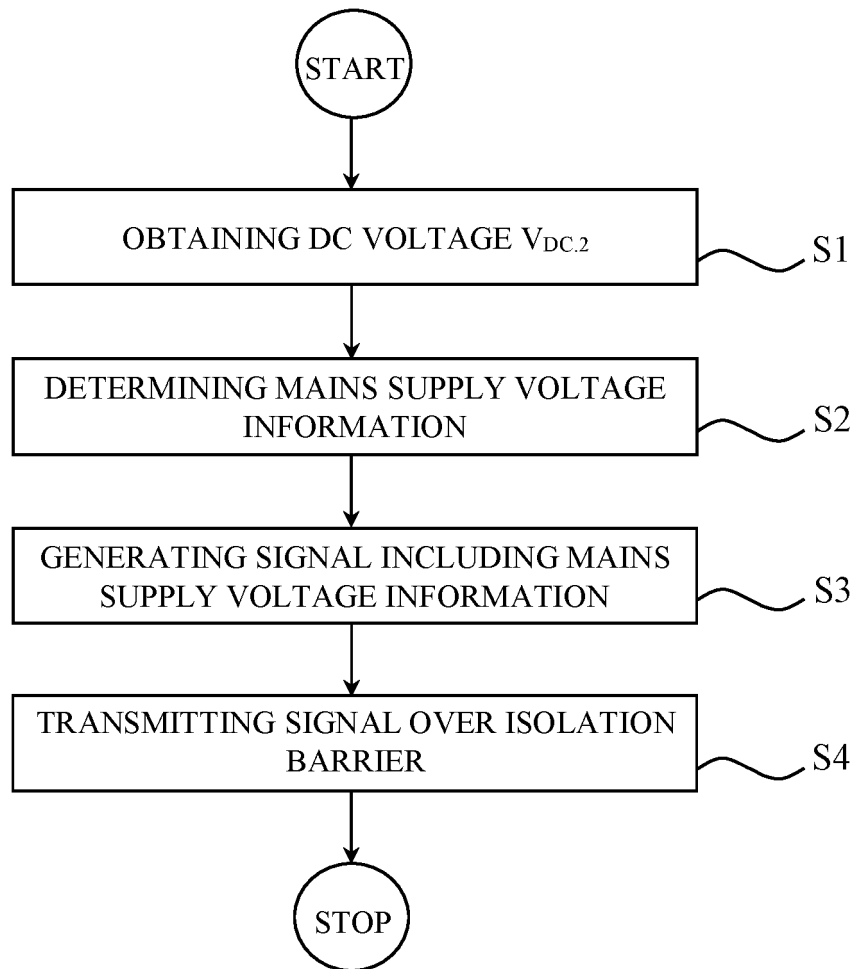 START
OBTAINING DC VOLTAGE VDC.2
S1
DETERMINING MAINS SUPPLY VOLTAGE
INFORMATION
S2
GENERATING SIGNAL INCLUDING MAINS
SUPPLY VOLTAGE INFORMATION
S3
TRANSMITTING SIGNAL OVER ISOLATION
BARRIER
S4
STOP